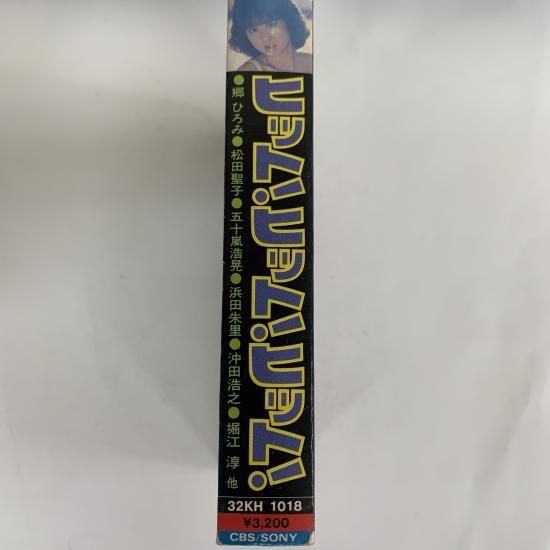 ヒット・ヒット・ヒット!
●郷 ひろみ●松田聖子●五十嵐浩晃●浜田朱里●沖田浩之●堀江 淳 他
32KH 1018
¥3,200
CBS/SONY